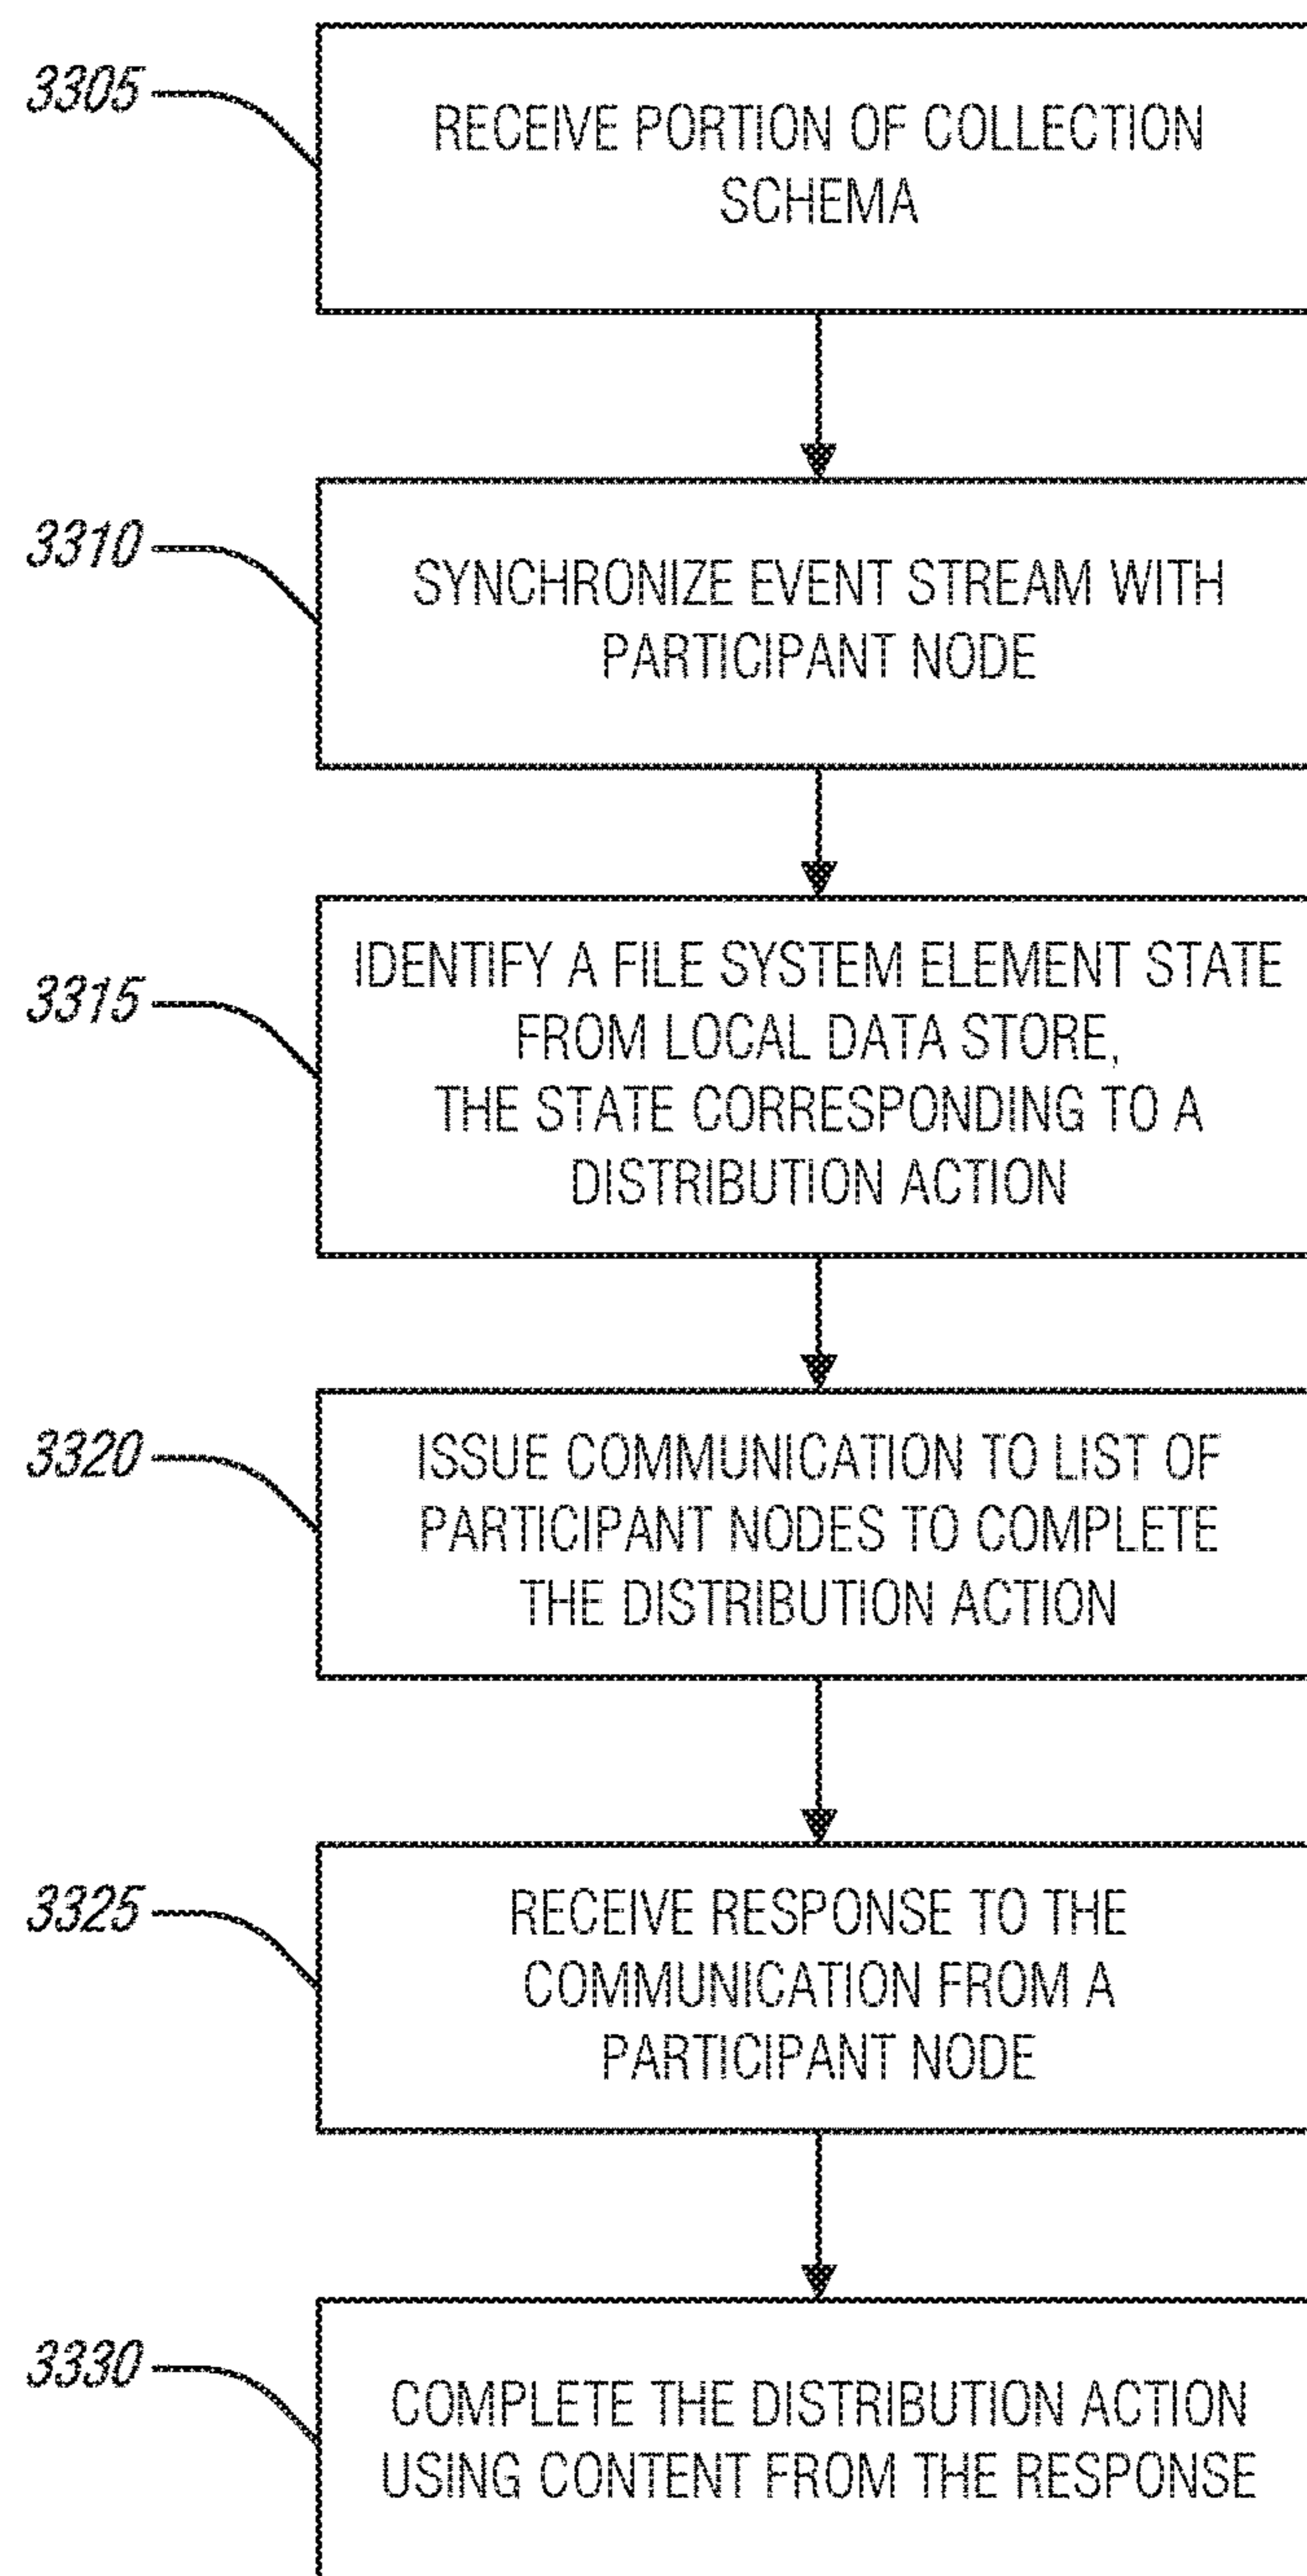 3305
RECEIVE PORTION OF COLLECTION
SCHEMA
3310
SYNCHRONIZE EVENT STREAM WITH
PARTICIPANT NODE
3315
IDENTIFY A FILE SYSTEM ELEMENT STATE
FROM LOCAL DATA STORE,
THE STATE CORRESPONDING TO A
DISTRIBUTION ACTION
3320
ISSUE COMMUNICATION TO LIST OF
PARTICIPANT NODES TO COMPLETE
THE DISTRIBUTION ACTION
3325
RECEIVE RESPONSE TO THE
COMMUNICATION FROM A
PARTICIPANT NODE
3330
COMPLETE THE DISTRIBUTION ACTION
USING CONTENT FROM THE RESPONSE